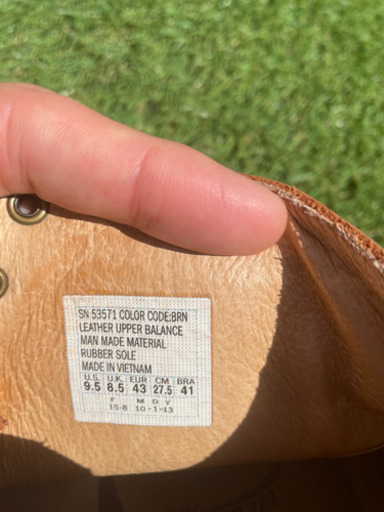 SN 53571 COLOR CODE:BRN
LEATHER UPPER BALANCE
MAN MADE MATERIAL
RUBBER SOLE
MADE IN VIETNAM
U.S. U.K. EUR CM BRA
9.5 8.5 43 27.5 41
F M D Y
15-8 10-1-13